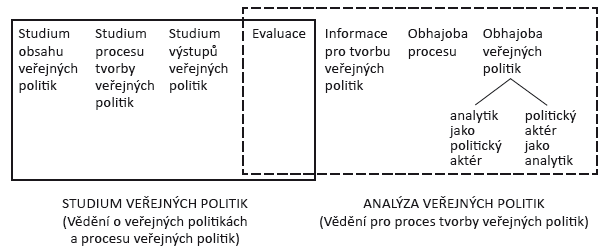 Studium
obsahu
veřejných
politik
Studium
procesu
tvorby
veřejných
politik
Studium
výstupů
veřejných
politik
Evaluace
Informace
pro tvorbu
veřejných
politik
Obhajoba
procesu
Obhajoba
veřejných
politik
analytik
jako
politický
aktér
politický
aktér
jako
analytik
STUDIUM VEŘEJNÝCH POLITIK
(Vědění o veřejných politikách
a procesu veřejných politik)
ANALÝZA VEŘEJNÝCH POLITIK
(Vědění pro proces tvorby veřejných politik)